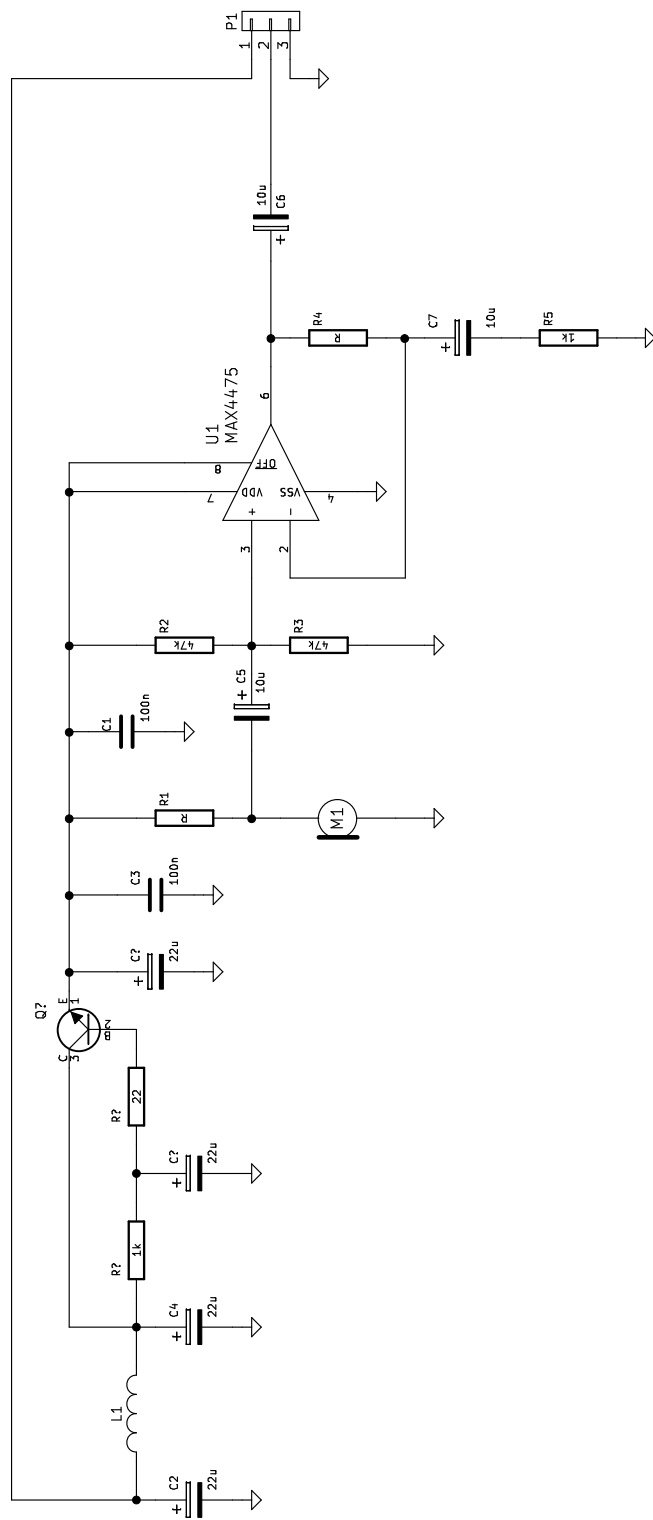 P1
1
2
3
10u
C6
+
R4
R
C7
+
10u
R5
1k
6
U1
MAX4475
8
OFF
7
VDD
VSS
4
+
−
3
2
R2
47k
R3
47k
C5
+
10u
C1
100n
R1
R
M1
C3
100n
C?
+
22u
Q?
E
1
C
3
2
B
R?
22
C?
+
22u
R?
1k
C4
+
22u
L1
C2
+
22u